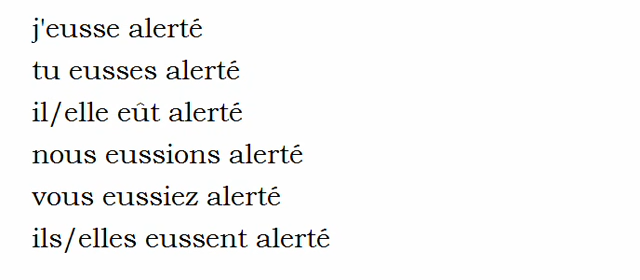 j'eusse alerté
tu eusses alerté
il/elle eût alerté
nous eussions alerté
vous eussiez alerté
ils/elles eussent alerté